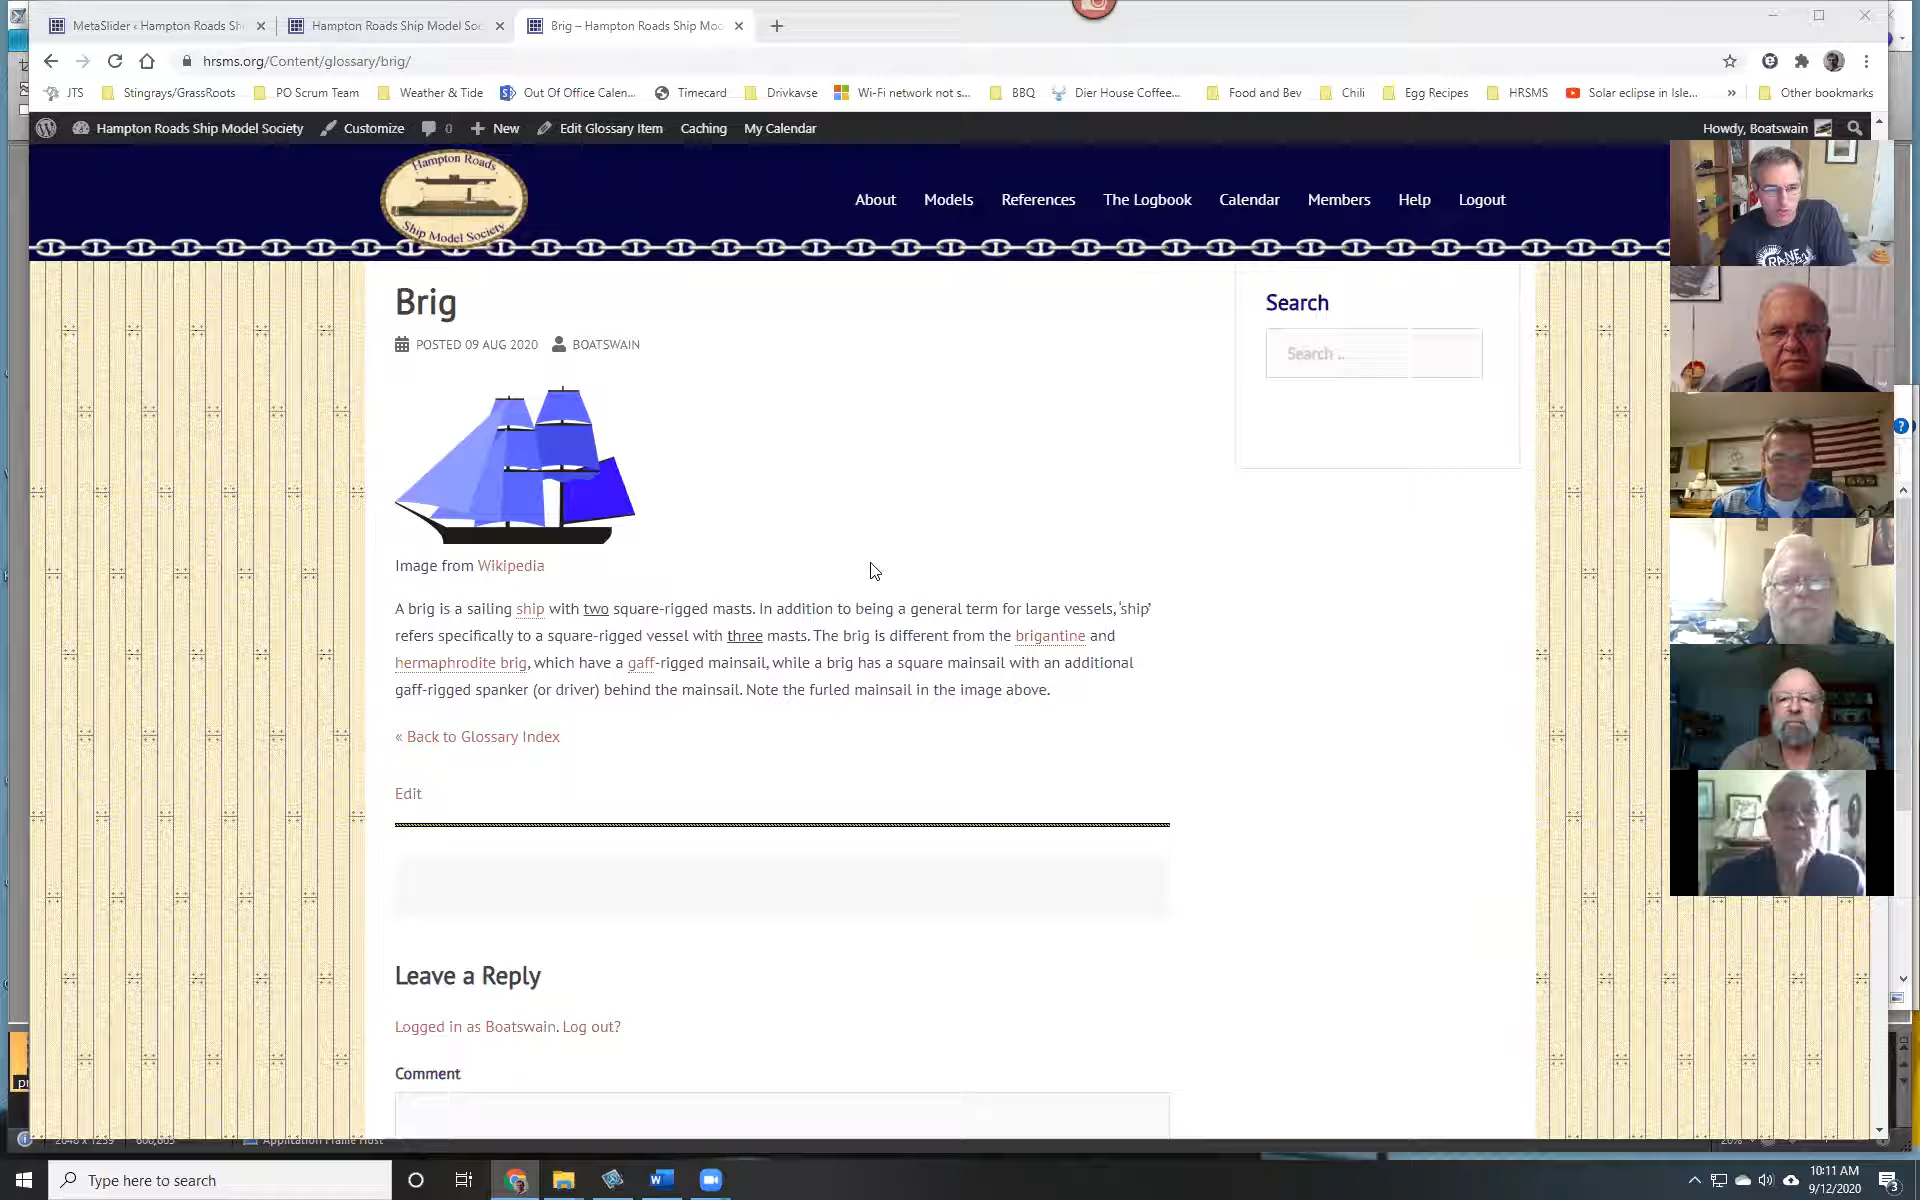 MetaSlider ‹ Hampton Roads Sh
Hampton Roads Ship Model Soc
Brig – Hampton Roads Ship Moc
hrsms.org/Content/glossary/brig/
JTS
Stingrays/GrassRoots
PO Scrum Team
Weather & Tide
Out Of Office Calen...
Timecard
Drivkavse
Wi-Fi network not s...
BBQ
Dier House Coffee...
Food and Bev
Chili
Egg Recipes
HRSMS
Solar eclipse in Isle...
»
Other bookmarks
Hampton Roads Ship Model Society
Customize
0
New
Edit Glossary Item
Caching
My Calendar
Howdy, Boatswain
Hampton Roads
Ship Model Society
About
Models
References
The Logbook
Calendar
Members
Help
Logout
Brig
POSTED 09 AUG 2020
BOATSWAIN
Search
Search ..
Image from Wikipedia
A brig is a sailing ship with two square-rigged masts. In addition to being a general term for large vessels, 'ship'
refers specifically to a square-rigged vessel with three masts. The brig is different from the brigantine and
hermaphrodite brig, which have a gaff-rigged mainsail, while a brig has a square mainsail with an additional
gaff-rigged spanker (or driver) behind the mainsail. Note the furled mainsail in the image above.
« Back to Glossary Index
Edit
Leave a Reply
Logged in as Boatswain. Log out?
Comment
Application Frame Host
Type here to search
10:11 AM
9/12/2020
3